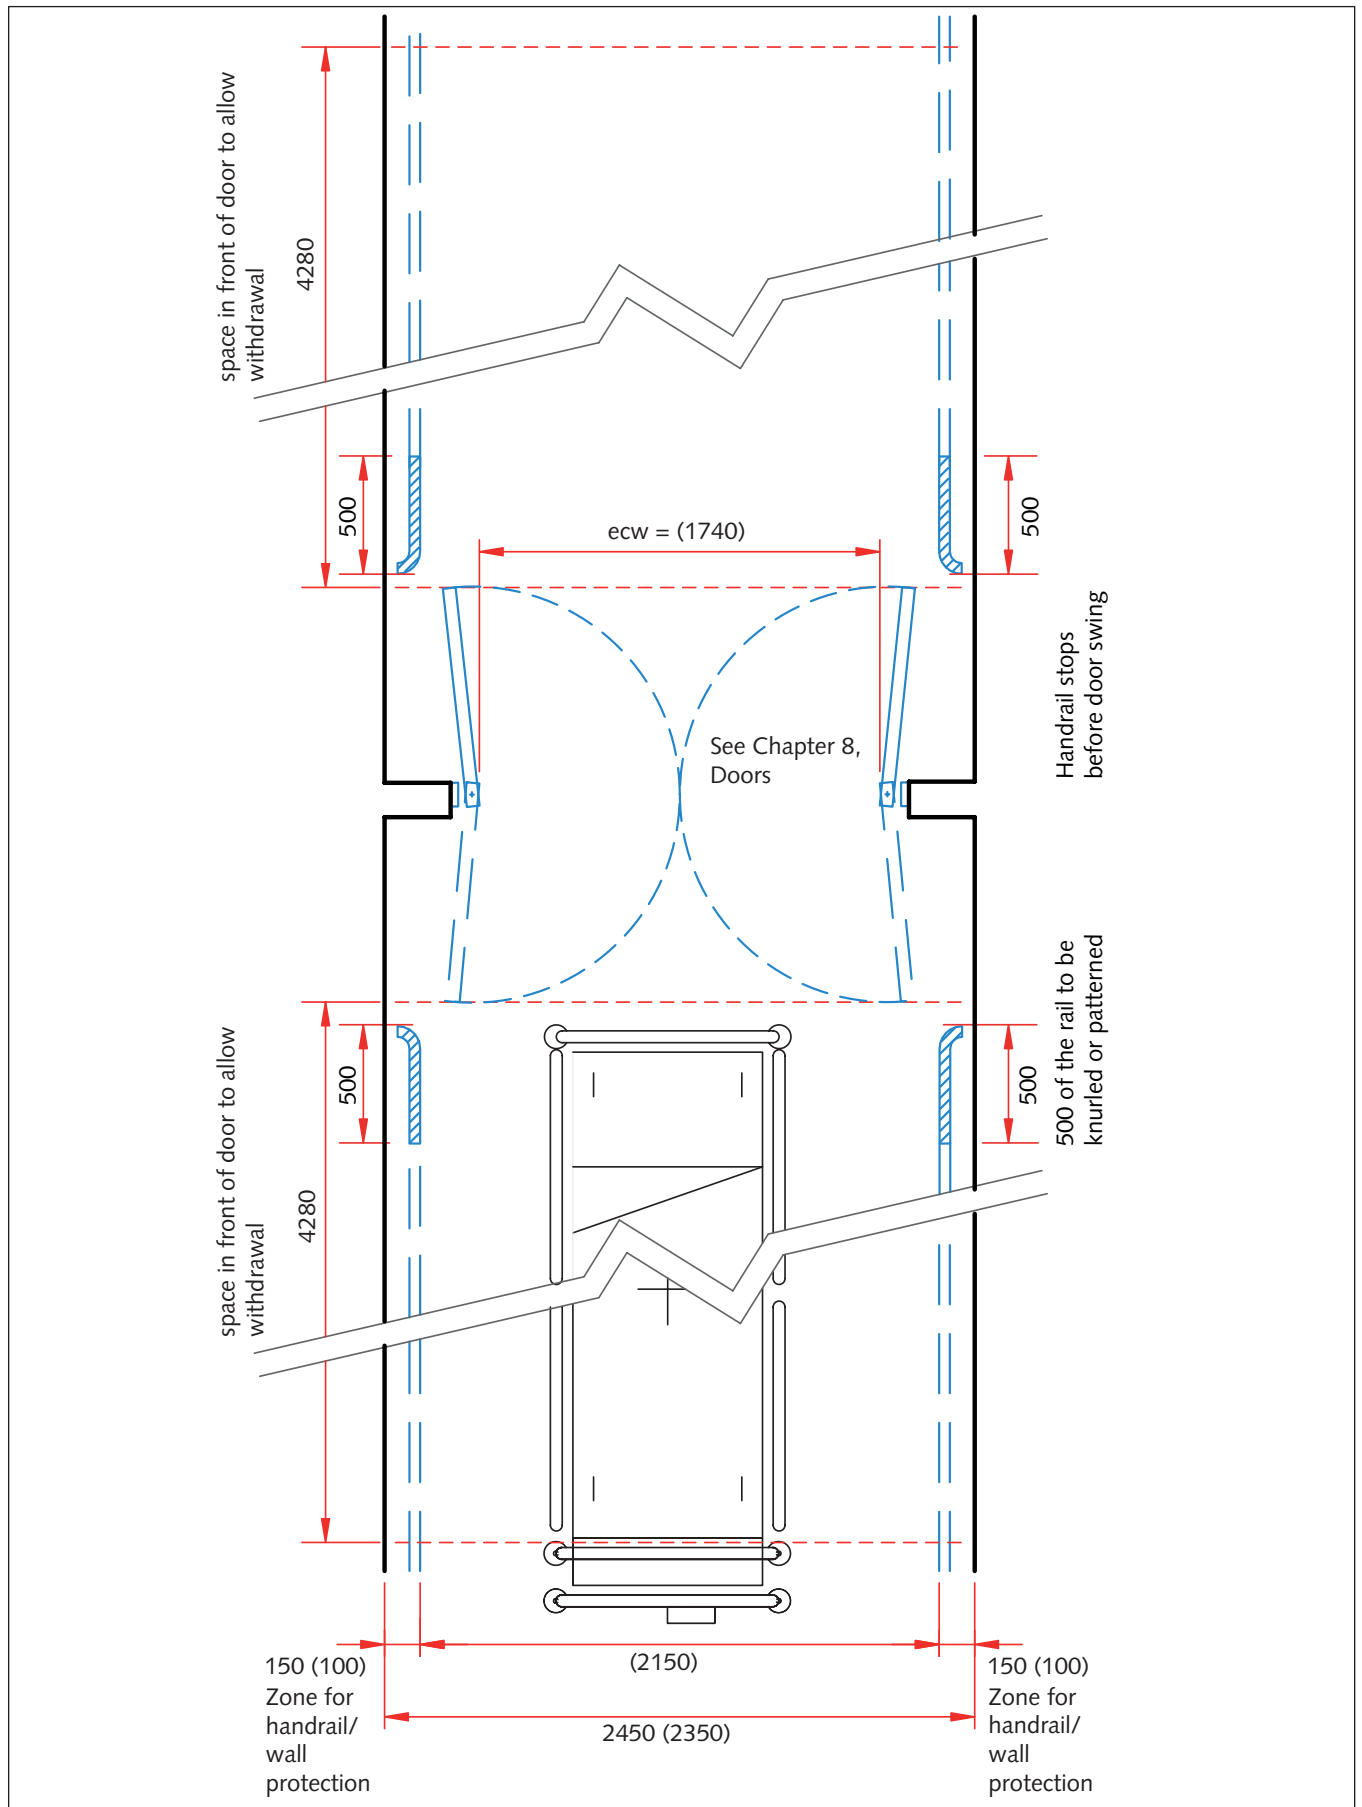 space in front of door to allow
withdrawal
4280
500
500
ecw = (1740)
Handrail stops
before door swing
See Chapter 8,
Doors
500 of the rail to be
knurled or patterned
space in front of door to allow
withdrawal
4280
500
500
150 (100)
Zone for
handrail/
wall
protection
(2150)
2450 (2350)
150 (100)
Zone for
handrail/
wall
protection